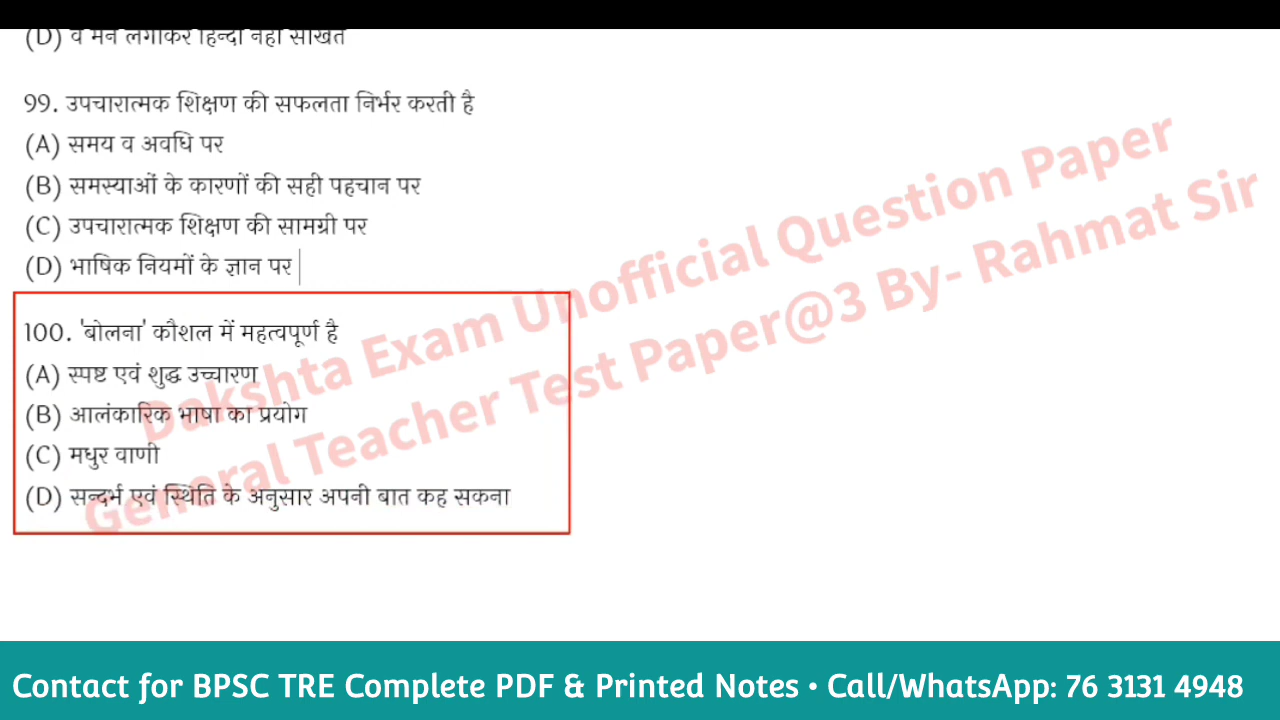 (D) वे मन लगाकर हिन्दी नहीं सीखते
99. उपचारात्मक शिक्षण की सफलता निर्भर करती है
(A) समय व अवधि पर
(B) समस्याओं के कारणों की सही पहचान पर
(C) उपचारात्मक शिक्षण की सामग्री पर
(D) भाषिक नियमों के ज्ञान पर
100. 'बोलना' कौशल में महत्वपूर्ण है
(A) स्पष्ट एवं शुद्ध उच्चारण
(B) आलंकारिक भाषा का प्रयोग
(C) मधुर वाणी
(D) सन्दर्भ एवं स्थिति के अनुसार अपनी बात कह सकना
Dakshta Exam Unofficial Question Paper
General Teacher Test Paper@3 By- Rahmat Sir
Contact for BPSC TRE Complete PDF & Printed Notes • Call/WhatsApp: 76 3131 4948